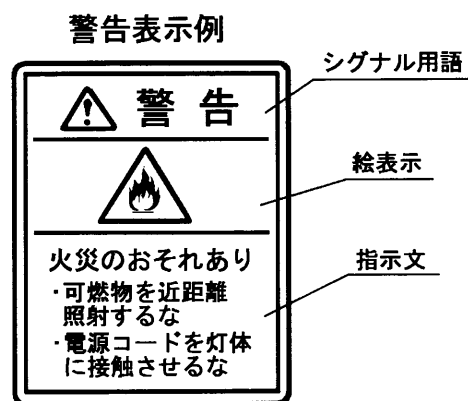 警告表示例
シグナル用語
警告
絵表示
火災のおそれあり
・可燃物を近距離
照射するな
・電源コードを灯体
に接触させるな
指示文